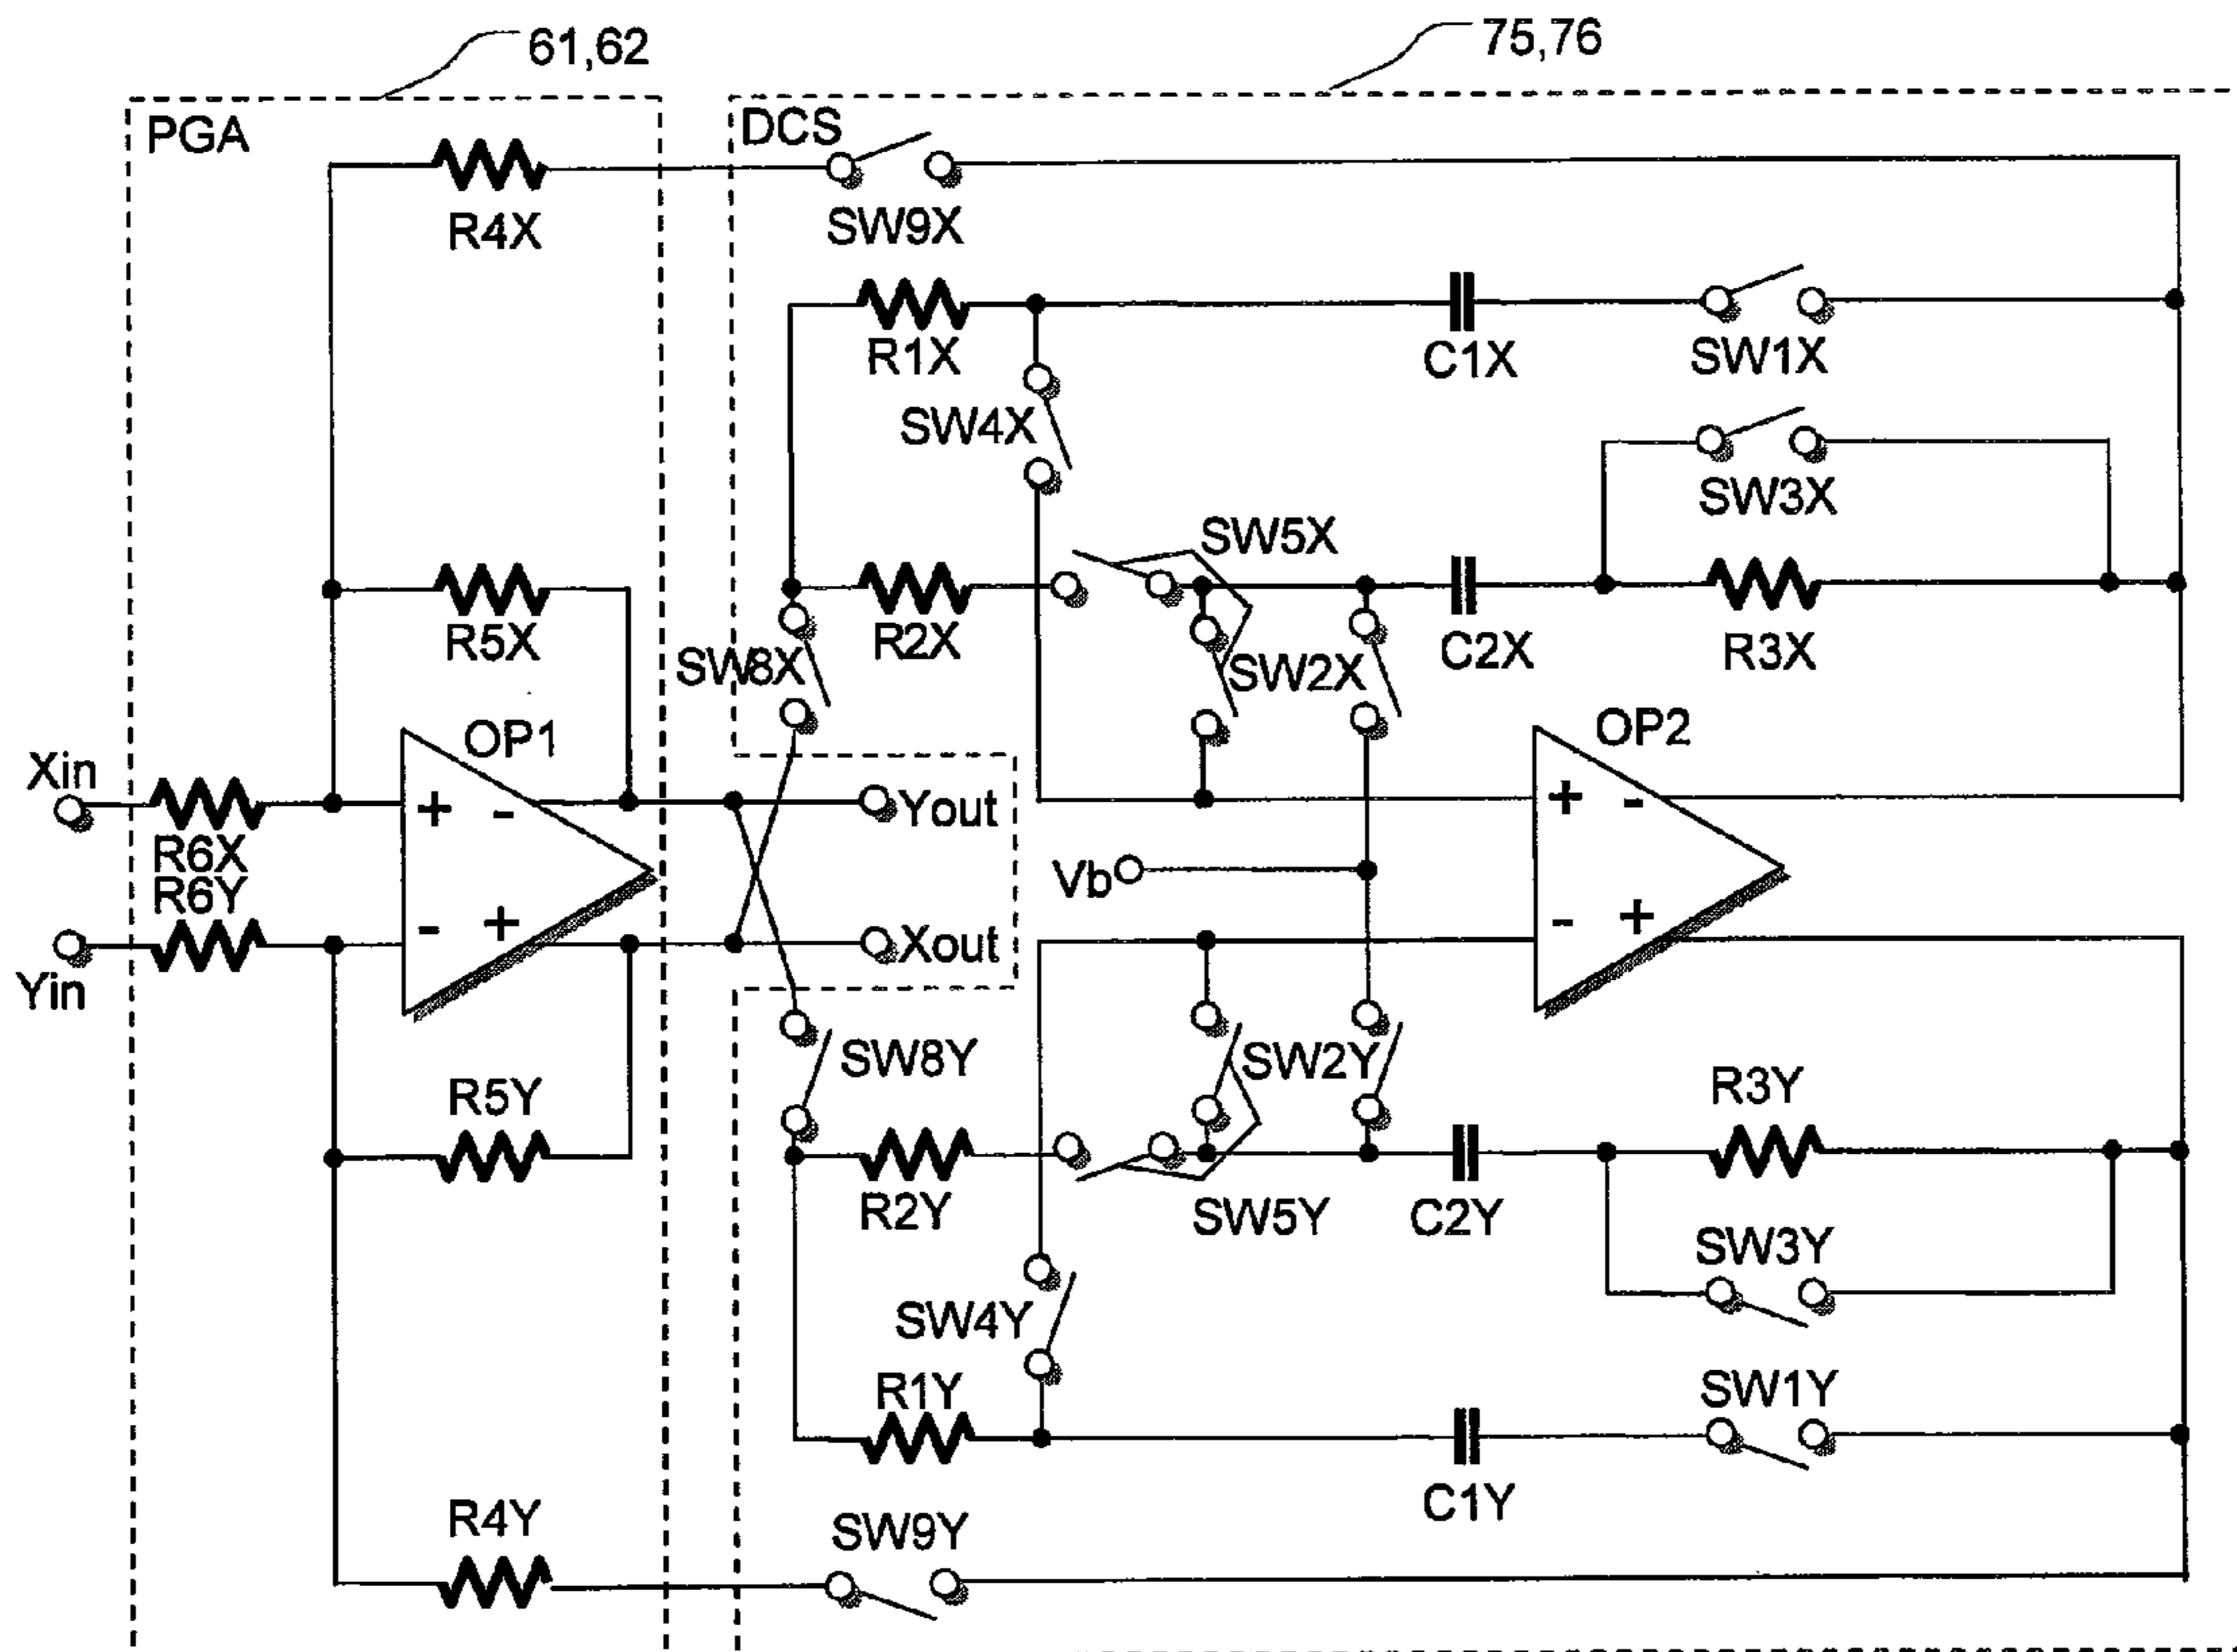 61,62
75,76
PGA
DCS
R4X
SW9X
R1X
C1X
SW1X
SW4X
SW3X
SW5X
R5X
R2X
SW8X
SW2X
C2X
R3X
OP1
OP2
Xin
+
-
Yout
+
-
R6X
R6Y
Vb
-
+
Xout
-
+
Yin
SW8Y
SW2Y
R3Y
R5Y
R2Y
SW5Y
C2Y
SW3Y
SW4Y
R1Y
SW1Y
C1Y
R4Y
SW9Y